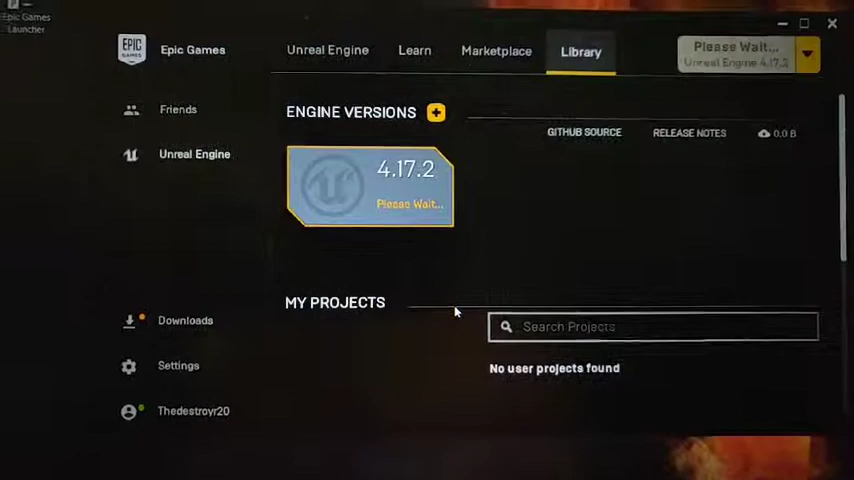 Epic Games
Launcher
EPIC
GAMES
Epic Games
Unreal Engine
Learn
Marketplace
Library
Please Wait...
Unreal Engine 4.17.2
Friends
Unreal Engine
ENGINE VERSIONS
GITHUB SOURCE
RELEASE NOTES
0.0 B
4.17.2
Please Wait...
MY PROJECTS
Search Projects
No user projects found
Downloads
Settings
Thedestroyr20